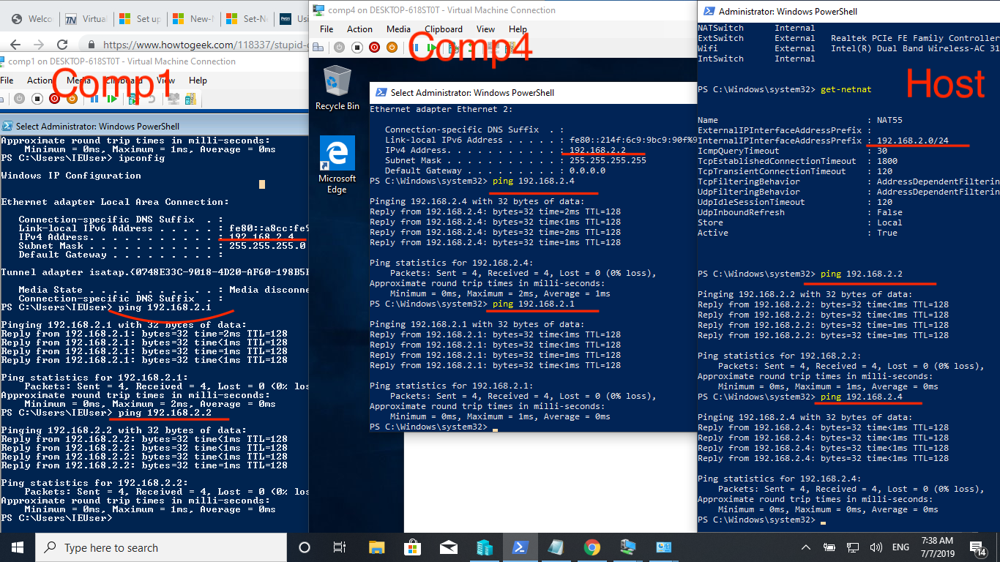 Welco
Virtual
Set up
New-N
Set-Ne
Usin
https://www.howtogeek.com/118337/stupid-g
comp1 on DESKTOP-618ST0T - Virtual Machine Connection
File Action Media Clipboard View Help
Comp1
Select Administrator: Windows PowerShell
Approximate round trip times in milli-seconds:
    Minimum = 0ms, Maximum = 1ms, Average = 0ms
PS C:\Users\IEUser> ipconfig
Windows IP Configuration
Ethernet adapter Local Area Connection:
   Connection-specific DNS Suffix  . :
   Link-local IPv6 Address . . . . . : fe80::a8cc:fe9
   IPv4 Address. . . . . . . . . . . : 192.168.2.4
   Subnet Mask . . . . . . . . . . . : 255.255.255.0
   Default Gateway . . . . . . . . . :
Tunnel adapter isatap.{0748E33C-9018-4D20-AF60-198B5E
   Media State . . . . . . . . . . . : Media disconne
   Connection-specific DNS Suffix  . :
PS C:\Users\IEUser> ping 192.168.2.1
Pinging 192.168.2.1 with 32 bytes of data:
Reply from 192.168.2.1: bytes=32 time=2ms TTL=128
Reply from 192.168.2.1: bytes=32 time<1ms TTL=128
Reply from 192.168.2.1: bytes=32 time=1ms TTL=128
Reply from 192.168.2.1: bytes=32 time<1ms TTL=128
Ping statistics for 192.168.2.1:
    Packets: Sent = 4, Received = 4, Lost = 0 (0% los
Approximate round trip times in milli-seconds:
    Minimum = 0ms, Maximum = 2ms, Average = 0ms
PS C:\Users\IEUser> ping 192.168.2.2
Pinging 192.168.2.2 with 32 bytes of data:
Reply from 192.168.2.2: bytes=32 time<1ms TTL=128
Reply from 192.168.2.2: bytes=32 time<1ms TTL=128
Reply from 192.168.2.2: bytes=32 time<1ms TTL=128
Reply from 192.168.2.2: bytes=32 time=1ms TTL=128
Ping statistics for 192.168.2.2:
    Packets: Sent = 4, Received = 4, Lost = 0 (0% los
Approximate round trip times in milli-seconds:
    Minimum = 0ms, Maximum = 1ms, Average = 0ms
PS C:\Users\IEUser>
comp4 on DESKTOP-618ST0T - Virtual Machine Connection
File Action Media Clipboard View Help
Comp4
Recycle Bin
Microsoft
Edge
Select Administrator: Windows PowerShell
Ethernet adapter Ethernet 2:
   Connection-specific DNS Suffix  . :
   Link-local IPv6 Address . . . . . : fe80::214f:6c9:9bc9:90f%9
   IPv4 Address. . . . . . . . . . . : 192.168.2.2
   Subnet Mask . . . . . . . . . . . : 255.255.255.255
   Default Gateway . . . . . . . . . : 0.0.0.0
PS C:\Windows\system32> ping 192.168.2.4
Pinging 192.168.2.4 with 32 bytes of data:
Reply from 192.168.2.4: bytes=32 time=2ms TTL=128
Reply from 192.168.2.4: bytes=32 time<1ms TTL=128
Reply from 192.168.2.4: bytes=32 time=2ms TTL=128
Reply from 192.168.2.4: bytes=32 time=1ms TTL=128
Ping statistics for 192.168.2.4:
    Packets: Sent = 4, Received = 4, Lost = 0 (0% loss),
Approximate round trip times in milli-seconds:
    Minimum = 0ms, Maximum = 2ms, Average = 1ms
PS C:\Windows\system32> ping 192.168.2.1
Pinging 192.168.2.1 with 32 bytes of data:
Reply from 192.168.2.1: bytes=32 time<1ms TTL=128
Reply from 192.168.2.1: bytes=32 time<1ms TTL=128
Reply from 192.168.2.1: bytes=32 time=1ms TTL=128
Reply from 192.168.2.1: bytes=32 time<1ms TTL=128
Ping statistics for 192.168.2.1:
    Packets: Sent = 4, Received = 4, Lost = 0 (0% loss),
Approximate round trip times in milli-seconds:
    Minimum = 0ms, Maximum = 1ms, Average = 0ms
PS C:\Windows\system32>
Administrator: Windows PowerShell
NATSwitch      Internal
ExtSwitch      External   Realtek PCIe FE Family Controller
Wifi           External   Intel(R) Dual Band Wireless-AC 31
IntSwitch      Internal
PS C:\Windows\system32> get-netnat
Host
Name                             : NAT55
ExternalIPInterfaceAddressPrefix :
InternalIPInterfaceAddressPrefix : 192.168.2.0/24
IcmpQueryTimeout                 : 30
TcpEstablishedConnectionTimeout  : 1800
TcpTransientConnectionTimeout    : 120
TcpFilteringBehavior             : AddressDependentFilterin
UdpFilteringBehavior             : AddressDependentFilterin
UdpIdleSessionTimeout            : 120
UdpInboundRefresh                : False
Store                            : Local
Active                           : True
PS C:\Windows\system32> ping 192.168.2.2
Pinging 192.168.2.2 with 32 bytes of data:
Reply from 192.168.2.2: bytes=32 time<1ms TTL=128
Reply from 192.168.2.2: bytes=32 time<1ms TTL=128
Reply from 192.168.2.2: bytes=32 time=1ms TTL=128
Reply from 192.168.2.2: bytes=32 time=1ms TTL=128
Ping statistics for 192.168.2.2:
    Packets: Sent = 4, Received = 4, Lost = 0 (0% loss),
Approximate round trip times in milli-seconds:
    Minimum = 0ms, Maximum = 1ms, Average = 0ms
PS C:\Windows\system32> ping 192.168.2.4
Pinging 192.168.2.4 with 32 bytes of data:
Reply from 192.168.2.4: bytes=32 time<1ms TTL=128
Reply from 192.168.2.4: bytes=32 time<1ms TTL=128
Reply from 192.168.2.4: bytes=32 time<1ms TTL=128
Reply from 192.168.2.4: bytes=32 time<1ms TTL=128
Ping statistics for 192.168.2.4:
    Packets: Sent = 4, Received = 4, Lost = 0 (0% loss),
Approximate round trip times in milli-seconds:
    Minimum = 0ms, Maximum = 0ms, Average = 0ms
PS C:\Windows\system32>
Type here to search
ENG
7:38 AM
7/7/2019
14